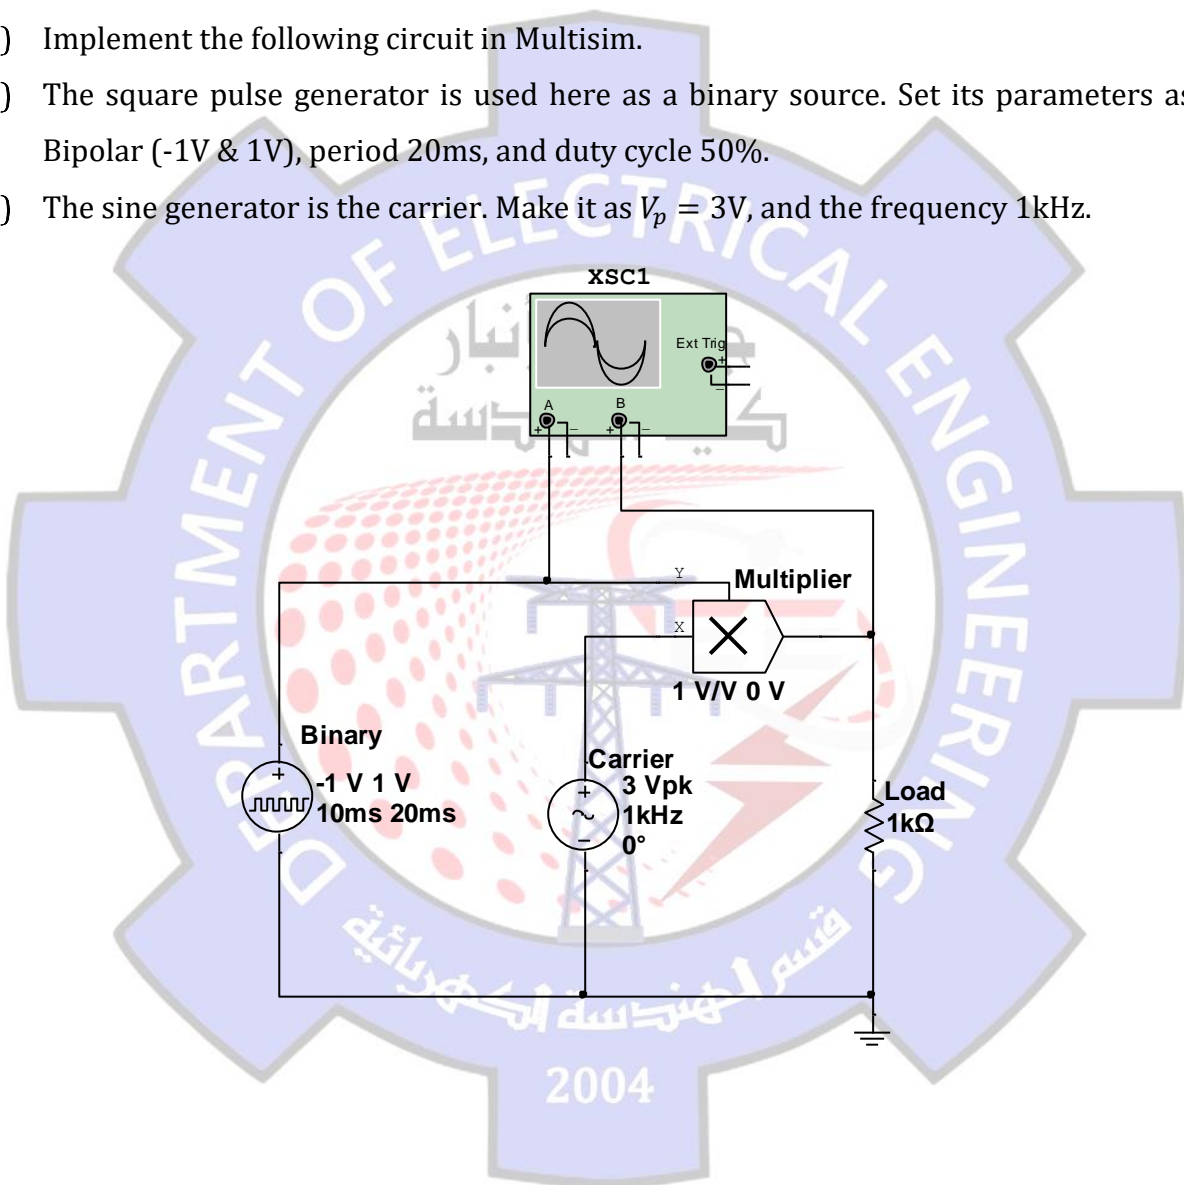 ) Implement the following circuit in Multisim.
) The square pulse generator is used here as a binary source. Set its parameters as
Bipolar (-1V & 1V), period 20ms, and duty cycle 50%.
) The sine generator is the carrier. Make it as Vₚ = 3V, and the frequency 1kHz.
DEPARTMENT OF ELECTRICAL ENGINEERING
XSC1
Ext Trig
+
_
A
B
+ _
+ _
Y
Multiplier
X
1 V/V 0 V
Binary
+
-1 V 1 V
10ms 20ms
Carrier
3 Vpk
1kHz
0°
Load
1kΩ
قسم الهندسة الكهربائية
2004